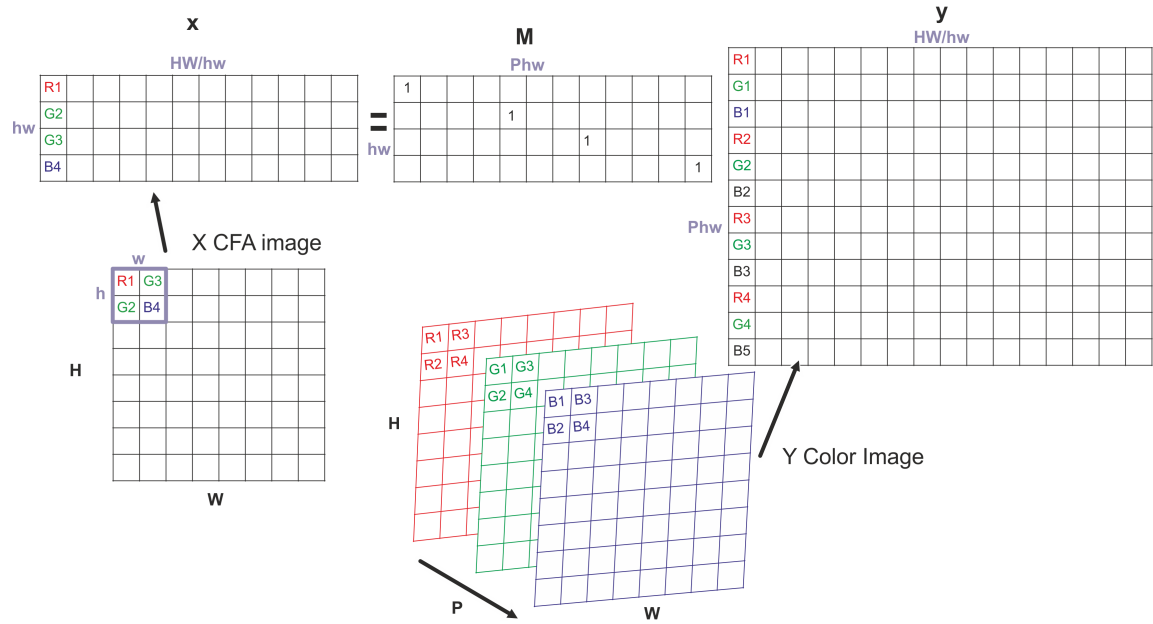 x
HW/hw
R1
G2
G3
B4
hw
=
M
Phw
1
1
1
1
hw
y
HW/hw
R1
G1
B1
R2
G2
B2
R3
G3
B3
R4
G4
B5
Phw
X CFA image
w
h
R1 G3
G2 B4
H
W
R1 R3
R2 R4
G1 G3
G2 G4
B1 B3
B2 B4
H
P
W
Y Color Image